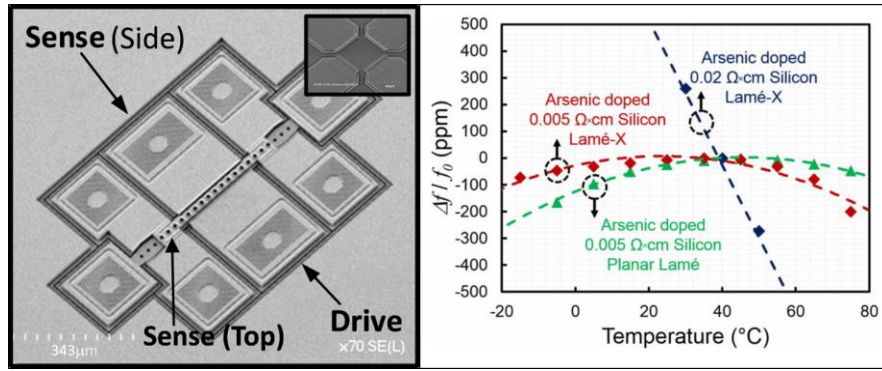 Sense (Side)
Sense (Top)
Drive
343μm
x70 SE(L)
500
400
300
200
100
0
-100
-200
-300
-400
-500
Δf / f0 (ppm)
Arsenic doped
0.02 Ω×cm Silicon
Lamé-X
Arsenic doped
0.005 Ω×cm Silicon
Lamé-X
Arsenic doped
0.005 Ω×cm Silicon
Planar Lamé
-20 0 20 40 60 80
Temperature (°C)